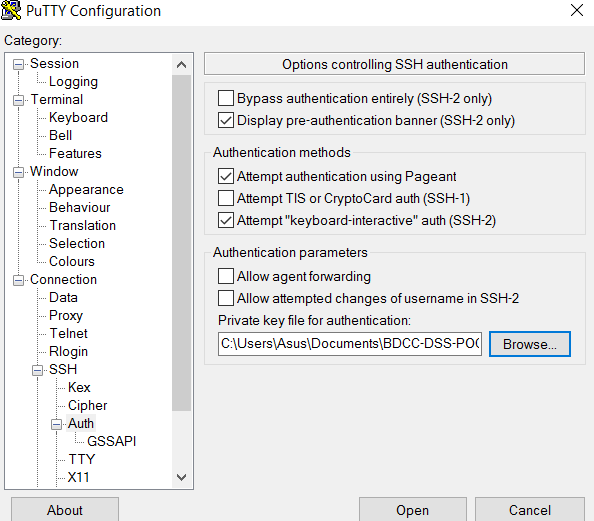 PuTTY Configuration
Category:
Session
Logging
Terminal
Keyboard
Bell
Features
Window
Appearance
Behaviour
Translation
Selection
Colours
Connection
Data
Proxy
Telnet
Rlogin
SSH
Kex
Cipher
Auth
GSSAPI
TTY
X11
Options controlling SSH authentication
Bypass authentication entirely (SSH-2 only)
Display pre-authentication banner (SSH-2 only)
Authentication methods
Attempt authentication using Pageant
Attempt TIS or CryptoCard auth (SSH-1)
Attempt "keyboard-interactive" auth (SSH-2)
Authentication parameters
Allow agent forwarding
Allow attempted changes of username in SSH-2
Private key file for authentication:
C:\Users\Asus\Documents\BDCC-DSS-POC Browse...
About Open Cancel